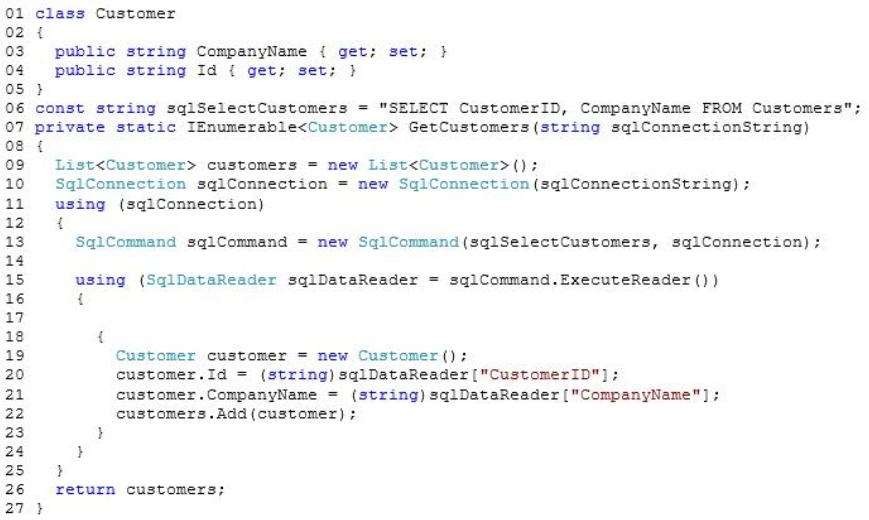 01 class Customer
02 {
03   public string CompanyName { get; set; }
04   public string Id { get; set; }
05 }
06 const string sqlSelectCustomers = "SELECT CustomerID, CompanyName FROM Customers";
07 private static IEnumerable<Customer> GetCustomers(string sqlConnectionString)
08 {
09   List<Customer> customers = new List<Customer>();
10   SqlConnection sqlConnection = new SqlConnection(sqlConnectionString);
11   using (sqlConnection)
12   {
13     SqlCommand sqlCommand = new SqlCommand(sqlSelectCustomers, sqlConnection);
14
15     using (SqlDataReader sqlDataReader = sqlCommand.ExecuteReader())
16     {
17
18       {
19         Customer customer = new Customer();
20         customer.Id = (string)sqlDataReader["CustomerID"];
21         customer.CompanyName = (string)sqlDataReader["CompanyName"];
22         customers.Add(customer);
23       }
24     }
25   }
26   return customers;
27 }